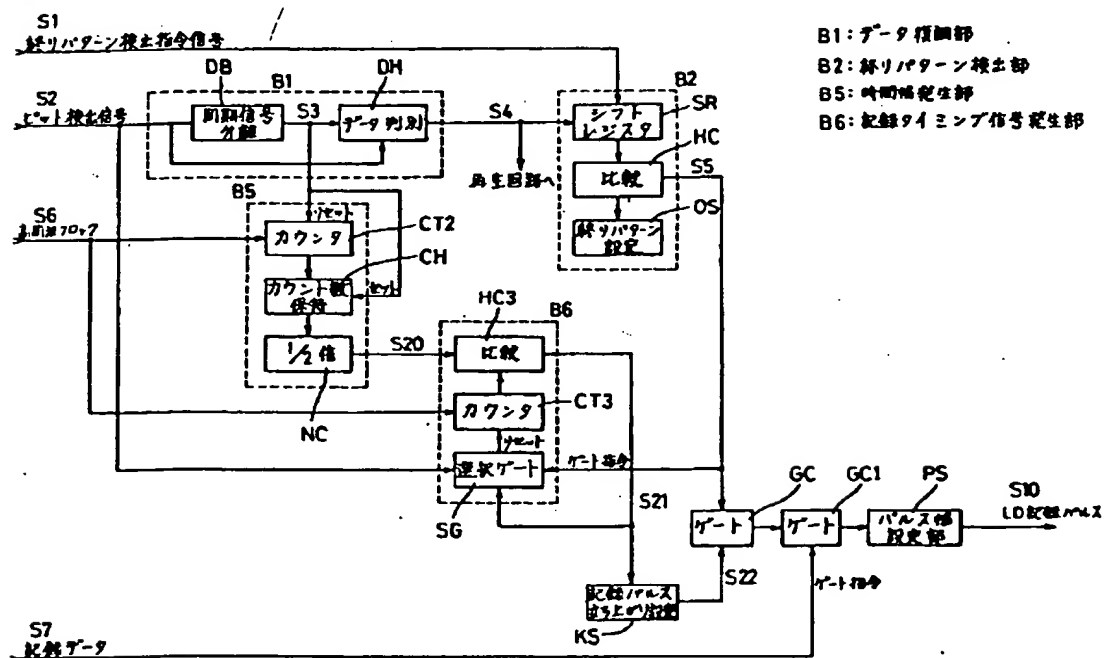 S1
終りパターン検出指令信号
B1:データ復調部
B2:終りパターン検出部
B5:時間幅発生部
B6:記録タイミング信号発生部
DB
B1
DH
B2
SR
S2
ピット検出信号
同期信号
分離
S3
データ判別
S4
シフト
レジスタ
HC
再生回路へ
比較
S5
B5
リセット
OS
終りパターン
設定
S6
高周波クロック
カウンタ
CT2
CH
カウント数
保持
セット
HC3
B6
1/2倍
S20
比較
NC
カウンタ
CT3
リセット
選択ゲート
ゲート指令
SG
S21
GC
GC1
PS
S10
LD記録パルス
ゲート
ゲート
パルス幅
設定部
S22
ゲート指令
記録パルス
KS
S7
記録データ